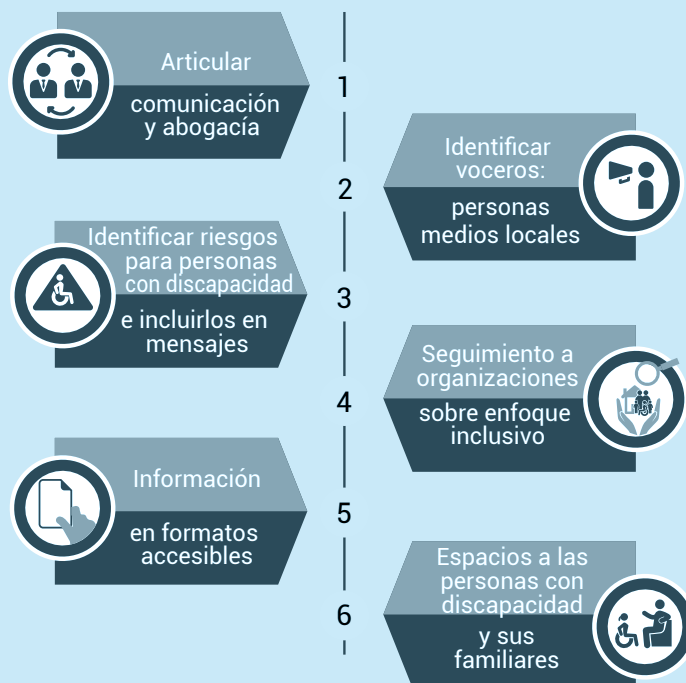 Articular
comunicación
y abogacía
1
Identificar
voceros:
personas
medios locales
2
Identificar riesgos
para personas
con discapacidad
e incluirlos en
mensajes
3
Seguimiento a
organizaciones
sobre enfoque
inclusivo
4
Información
en formatos
accesibles
5
Espacios a las
personas con
discapacidad
y sus
familiares
6